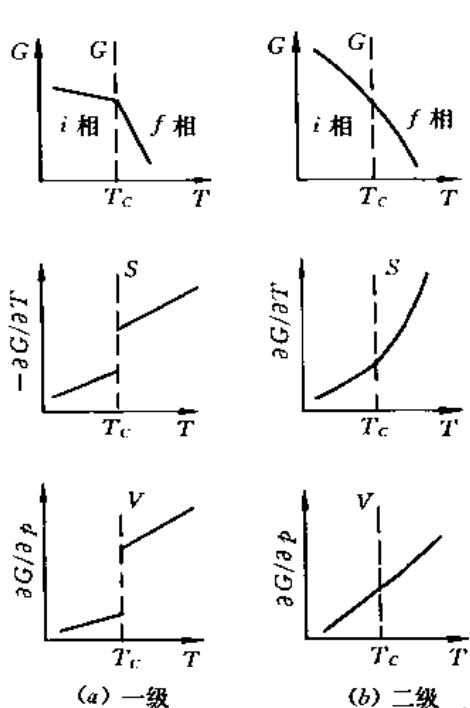 G G
i 相 f 相
T_C T
G G
i 相 f 相
T_C T
−∂G/∂T S
T_C T
∂G/∂T S
T_C T
∂G/∂p V
T_C T
∂G/∂p V
T_C T
(a) 一级
(b) 二级